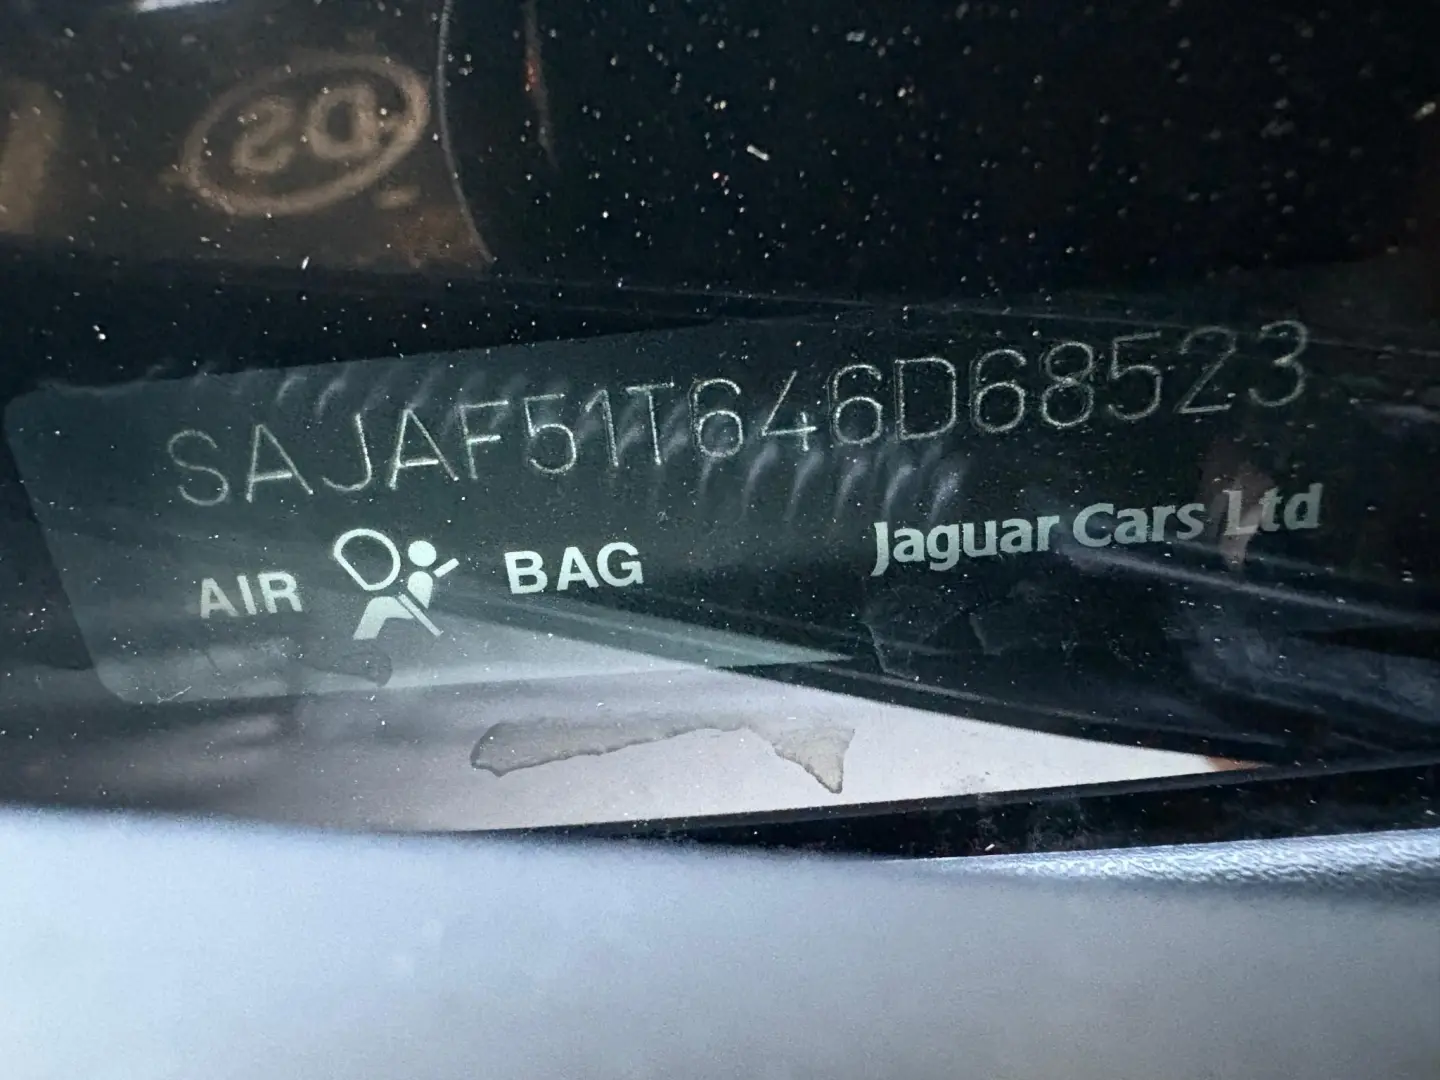 SAJAF51T646D68523
AIR BAG
Jaguar Cars Ltd